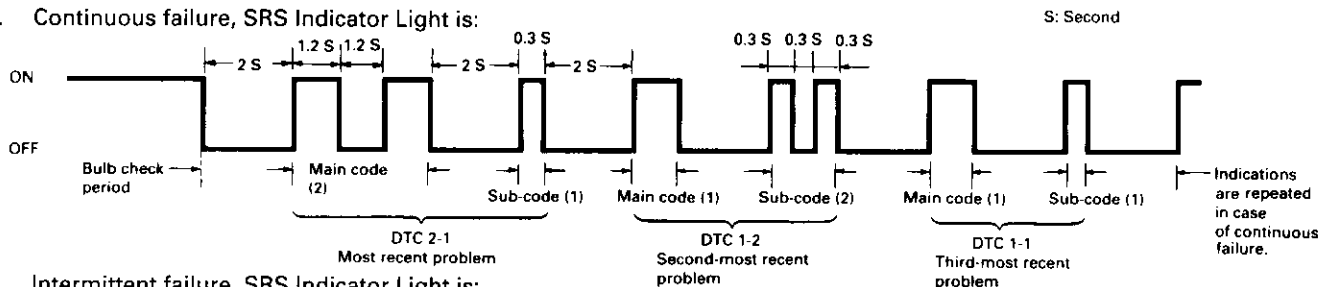 . Continuous failure, SRS Indicator Light is:
S: Second
1.2 S 1.2 S 0.3 S 0.3 S 0.3 S 0.3 S
2 S 2 S 2 S
ON
OFF
Bulb check
period
Main code
(2)
Sub-code (1)
Main code (1)
Sub-code (2)
Main code (1)
Sub-code (1)
Indications
are repeated
in case
of continuous
failure.
DTC 2-1
Most recent problem
DTC 1-2
Second-most recent
problem
DTC 1-1
Third-most recent
problem
Intermittent failure, SRS Indicator Light is: